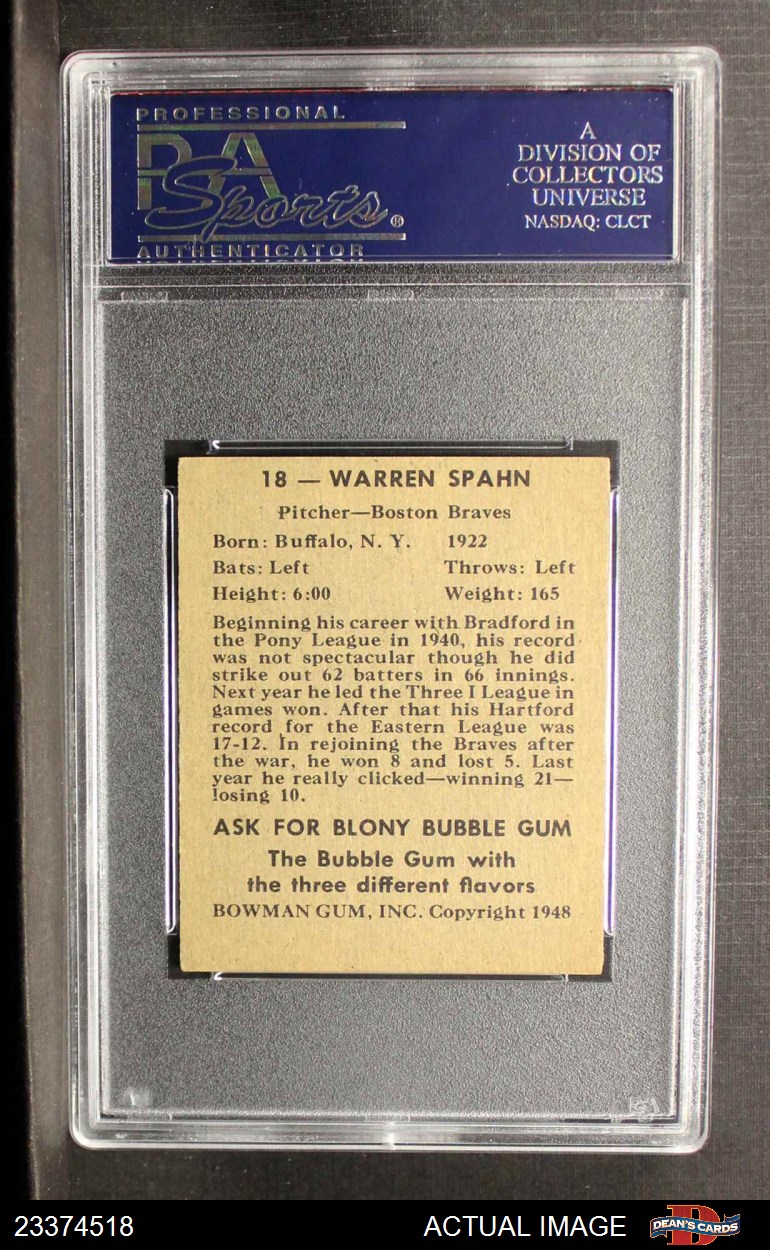 PROFESSIONAL
PSA
Sports®
AUTHENTICATOR
A
DIVISION OF
COLLECTORS
UNIVERSE
NASDAQ: CLCT
18 — WARREN SPAHN
Pitcher—Boston Braves
Born: Buffalo, N. Y. 1922
Bats: Left Throws: Left
Height: 6:00 Weight: 165
Beginning his career with Bradford in
the Pony League in 1940, his record
was not spectacular though he did
strike out 62 batters in 66 innings.
Next year he led the Three I League in
games won. After that his Hartford
record for the Eastern League was
17-12. In rejoining the Braves after
the war, he won 8 and lost 5. Last
year he really clicked—winning 21—
losing 10.
ASK FOR BLONY BUBBLE GUM
The Bubble Gum with
the three different flavors
BOWMAN GUM, INC. Copyright 1948
23374518 ACTUAL IMAGE DEAN'S CARDS